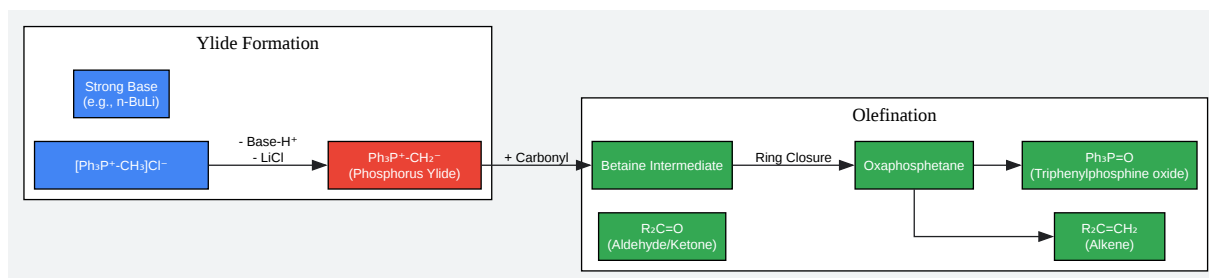 Ylide Formation
Strong Base
(e.g., n-BuLi)
[Ph₃P⁺-CH₃]Cl⁻
- Base-H⁺
- LiCl
Ph₃P⁺-CH₂⁻
(Phosphorus Ylide)
+ Carbonyl
Olefination
Betaine Intermediate
Ring Closure
Oxaphosphetane
Ph₃P=O
(Triphenylphosphine oxide)
R₂C=O
(Aldehyde/Ketone)
R₂C=CH₂
(Alkene)